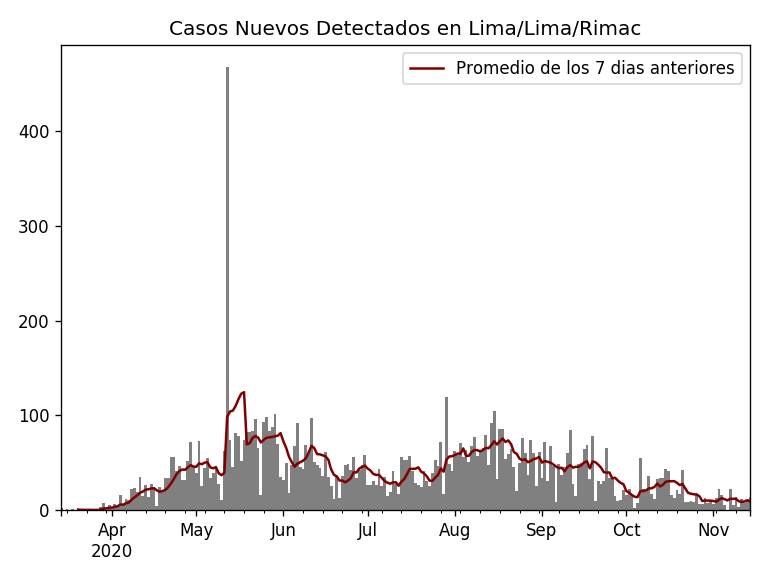 Casos Nuevos Detectados en Lima/Lima/Rimac
Promedio de los 7 dias anteriores
400
300
200
100
0
Apr May Jun Jul Aug Sep Oct Nov
2020